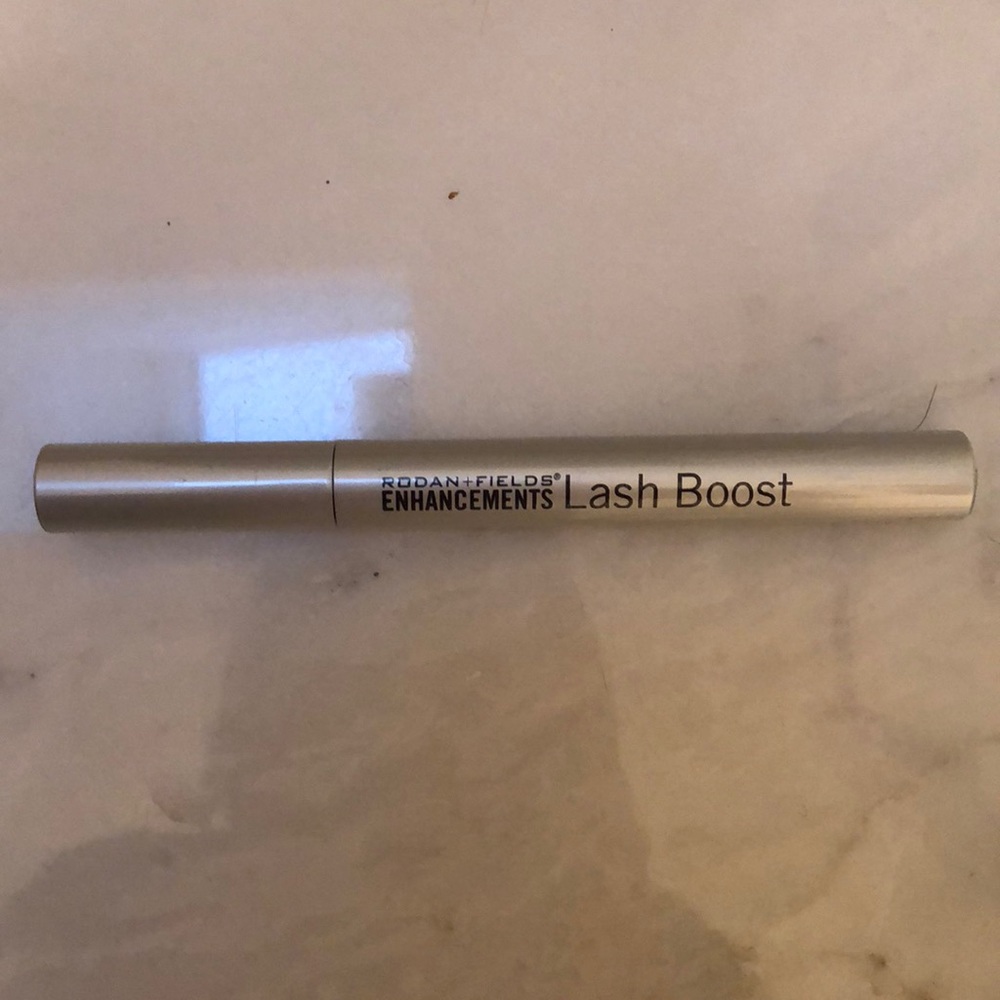 RODAN+FIELDS®
ENHANCEMENTS Lash Boost